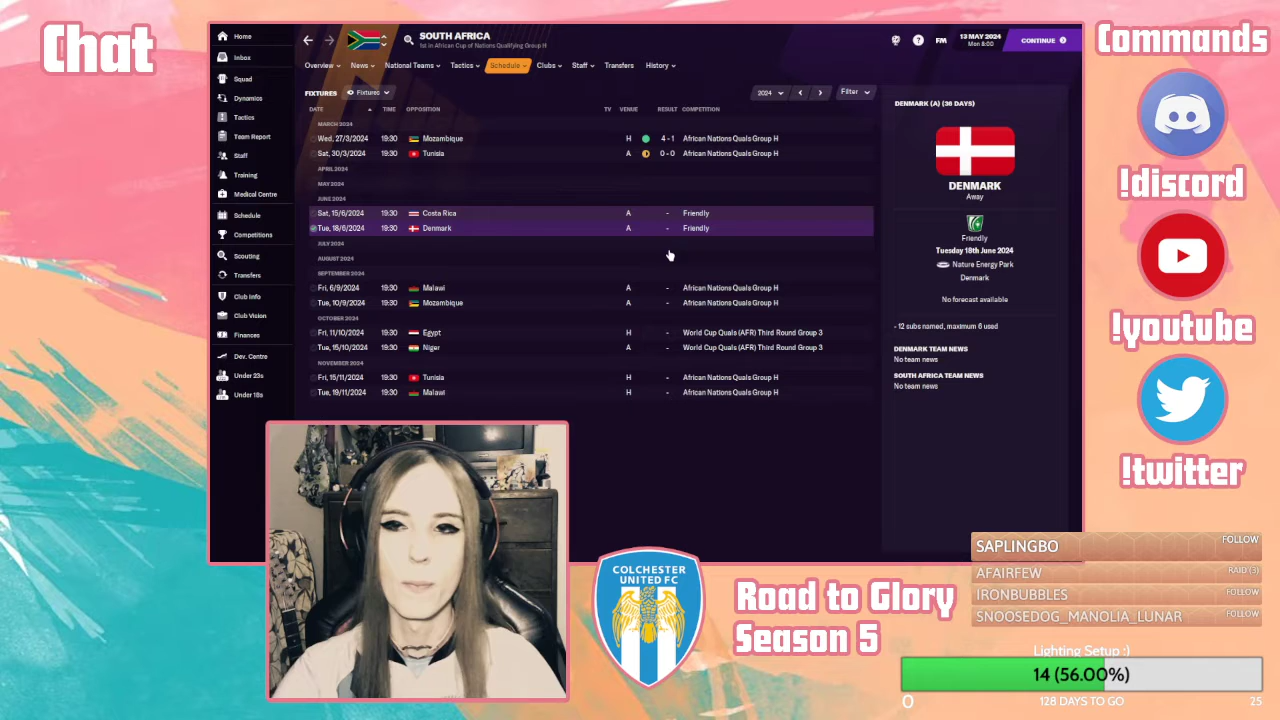 Chat
Home
Inbox
Squad
Dynamics
Tactics
Team Report
Staff
Training
Medical Centre
Schedule
Competitions
Scouting
Transfers
Club Info
Club Vision
Finances
Dev. Centre
Under 23s
Under 18s
SOUTH AFRICA
1st in African Cup of Nations Qualifying Group H
FM
13 MAY 2024
Mon 8:00
CONTINUE
Overview News National Teams Tactics Schedule Clubs Staff Transfers History
FIXTURES Fixtures 2024 Filter
DATE TIME OPPOSITION TV VENUE RESULT COMPETITION
MARCH 2024
Wed, 27/3/2024 19:30 Mozambique H 4 - 1 African Nations Quals Group H
Sat, 30/3/2024 19:30 Tunisia A 0 - 0 African Nations Quals Group H
APRIL 2024
MAY 2024
JUNE 2024
Sat, 15/6/2024 19:30 Costa Rica A - Friendly
Tue, 18/6/2024 19:30 Denmark A - Friendly
JULY 2024
AUGUST 2024
SEPTEMBER 2024
Fri, 6/9/2024 19:30 Malawi A - African Nations Quals Group H
Tue, 10/9/2024 19:30 Mozambique A - African Nations Quals Group H
OCTOBER 2024
Fri, 11/10/2024 19:30 Egypt H - World Cup Quals (AFR) Third Round Group 3
Tue, 15/10/2024 19:30 Niger A - World Cup Quals (AFR) Third Round Group 3
NOVEMBER 2024
Fri, 15/11/2024 19:30 Tunisia H - African Nations Quals Group H
Tue, 19/11/2024 19:30 Malawi H - African Nations Quals Group H
DENMARK (A) (36 DAYS)
DENMARK
Away
Friendly
Tuesday 18th June 2024
Nature Energy Park
Denmark
No forecast available
- 12 subs named, maximum 6 used
DENMARK TEAM NEWS
No team news
SOUTH AFRICA TEAM NEWS
No team news
Commands
!discord
!youtube
!twitter
COLCHESTER
UNITED FC
Road to Glory
Season 5
SAPLINGBO FOLLOW
AFAIRFEW RAID (3)
IRONBUBBLES FOLLOW
SNOOSEDOG_MANOLIA_LUNAR FOLLOW
Lighting Setup :)
14 (56.00%)
0 128 DAYS TO GO 25